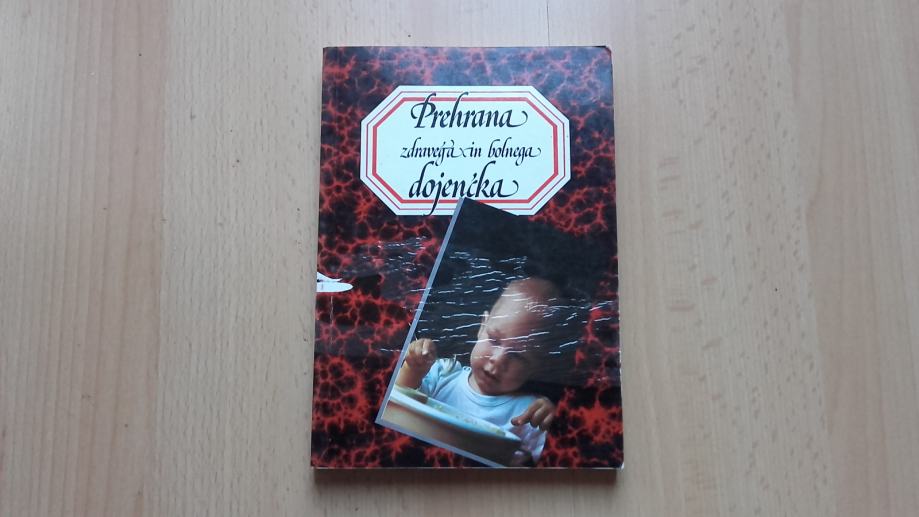 Prehrana
zdravega in bolnega
dojenčka